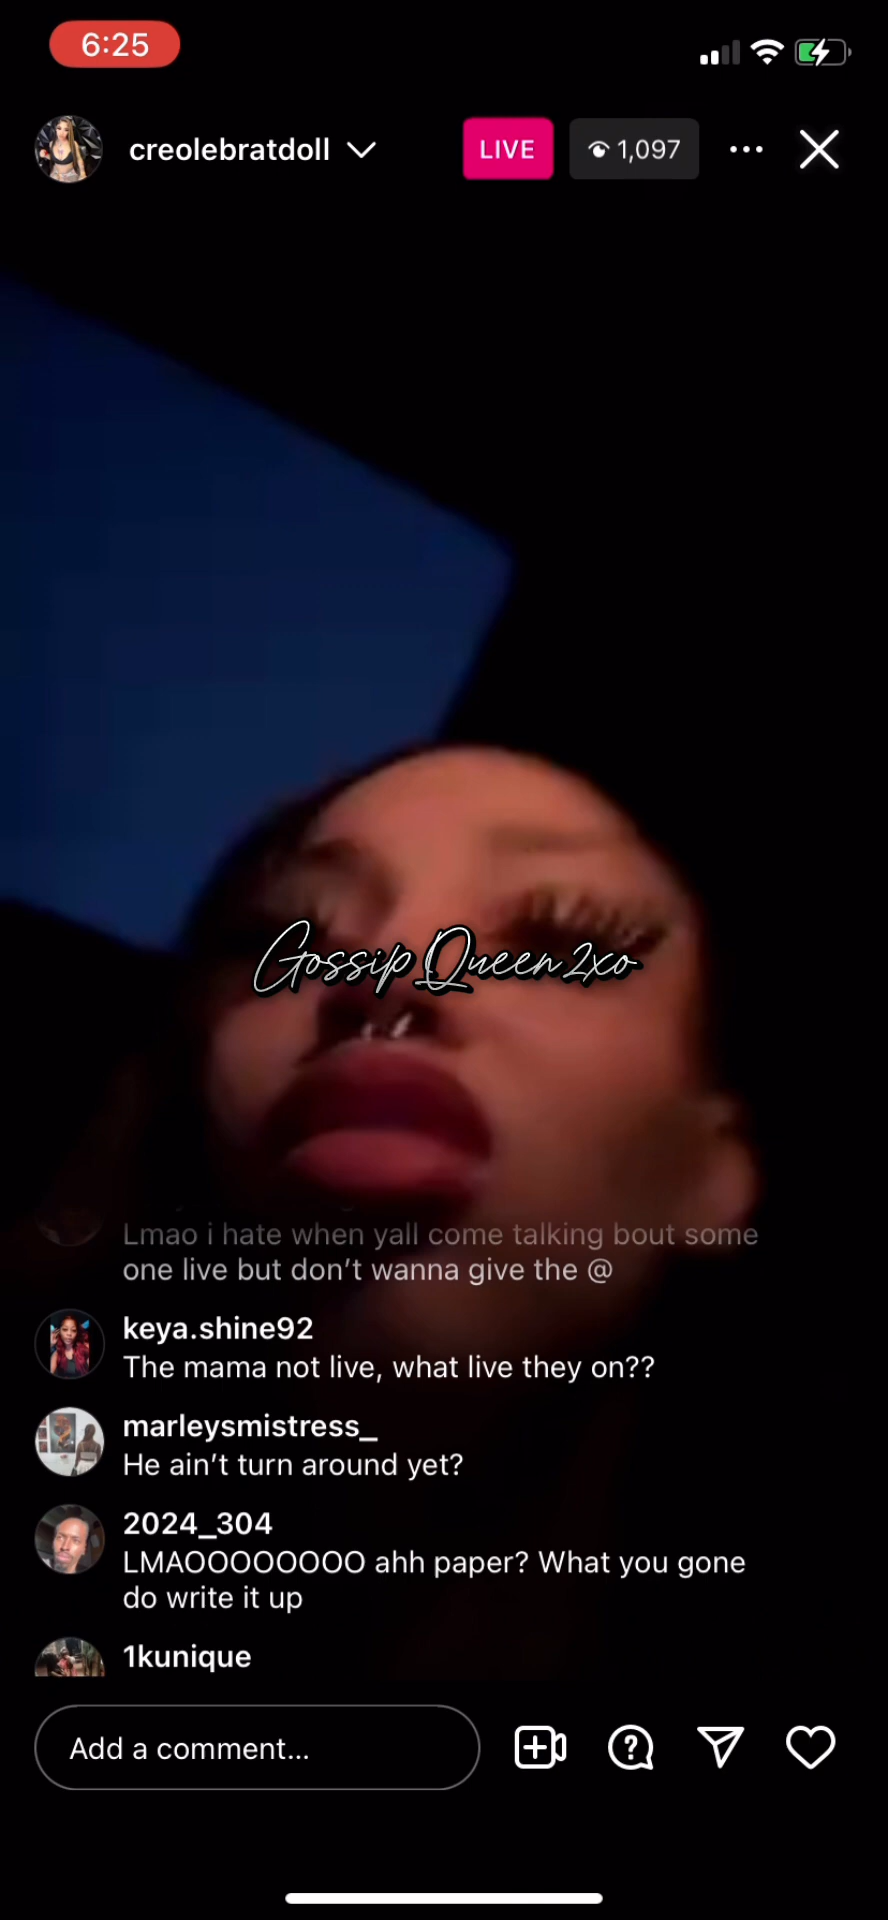 6:25
creolebratdoll
LIVE
1,097
Gossip Queen 2xo
Lmao i hate when yall come talking bout some
one live but don't wanna give the @
keya.shine92
The mama not live, what live they on??
marleysmistress_
He ain't turn around yet?
2024_304
LMAOOOOOOOO ahh paper? What you gone
do write it up
1kunique
Add a comment...